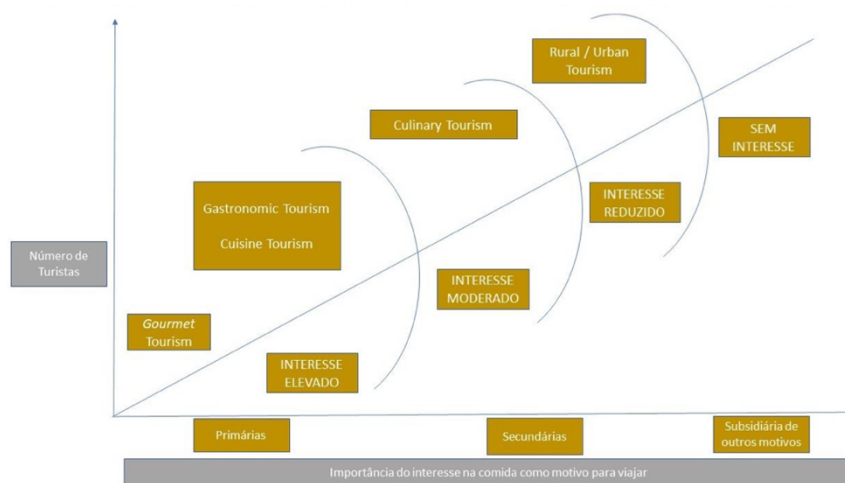 Rural / Urban
Tourism
Culinary Tourism
SEM
INTERESSE
Gastronomic Tourism
Cuisine Tourism
INTERESSE
REDUZIDO
Número de
Turistas
INTERESSE
MODERADO
Gourmet
Tourism
INTERESSE
ELEVADO
Primárias
Secundárias
Subsidiária de
outros motivos
Importância do interesse na comida como motivo para viajar